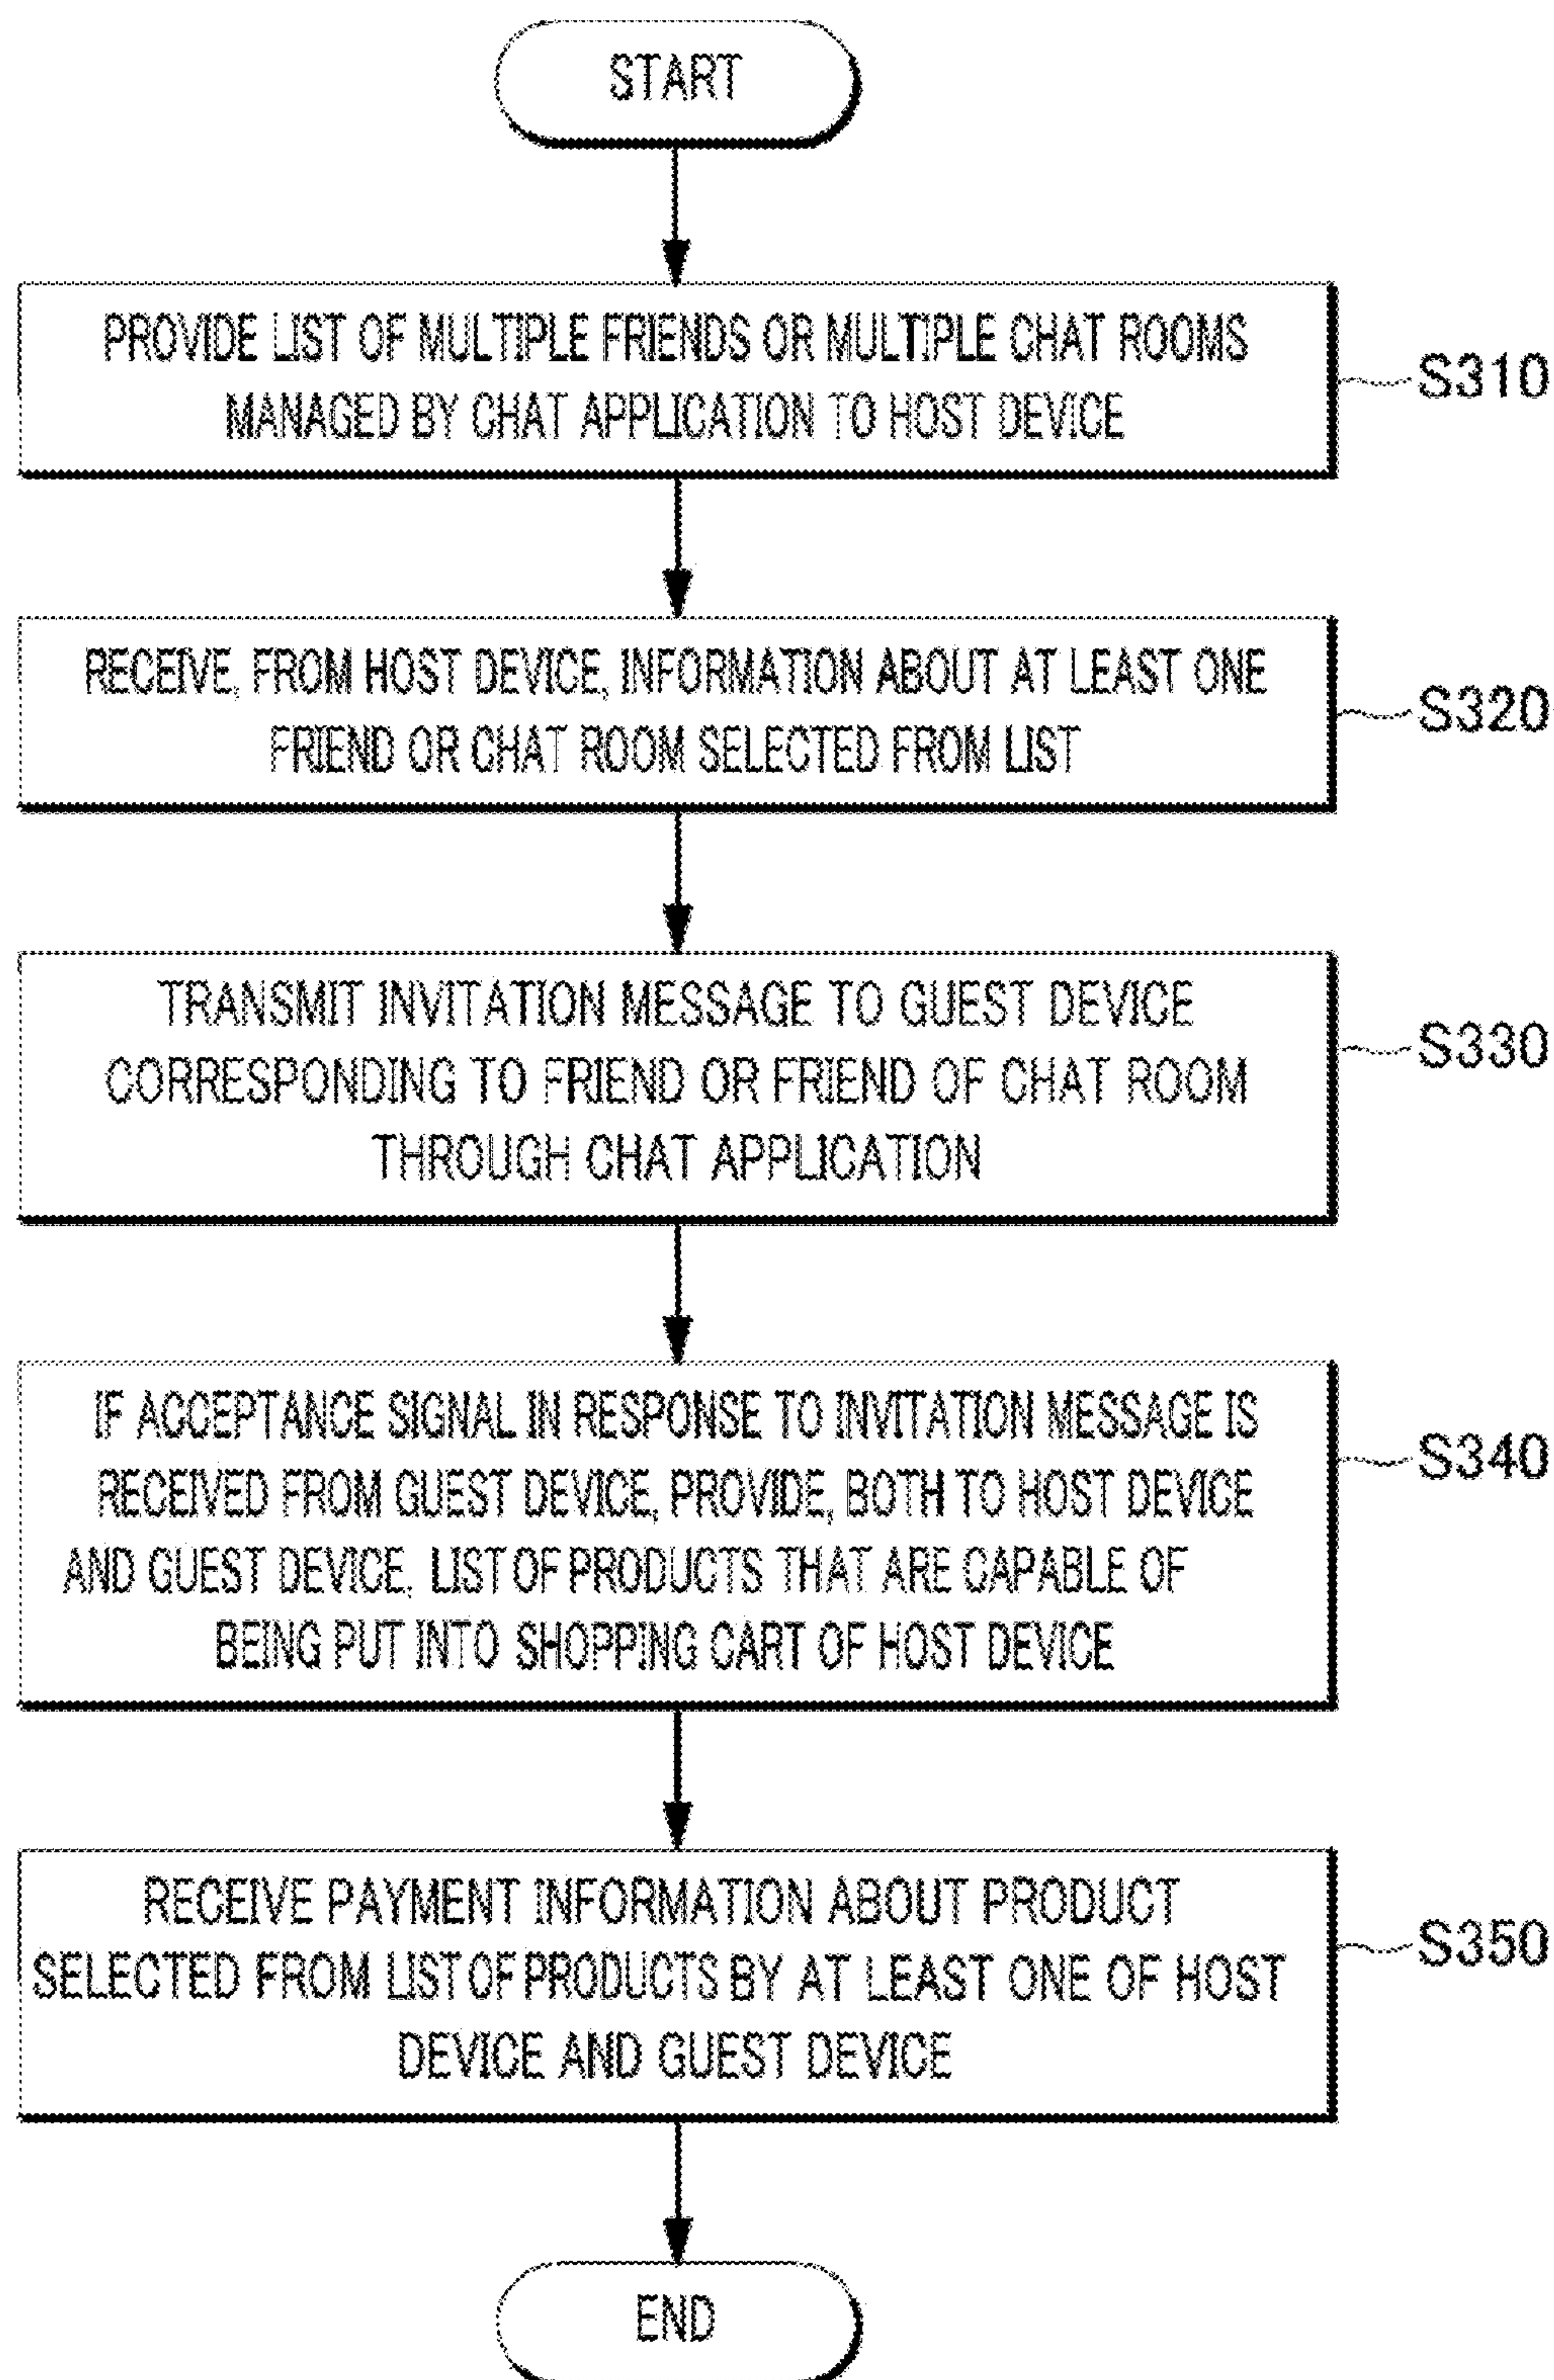 START
PROVIDE LIST OF MULTIPLE FRIENDS OR MULTIPLE CHAT ROOMS
MANAGED BY CHAT APPLICATION TO HOST DEVICE
S310
RECEIVE, FROM HOST DEVICE, INFORMATION ABOUT AT LEAST ONE
FRIEND OR CHAT ROOM SELECTED FROM LIST
S320
TRANSMIT INVITATION MESSAGE TO GUEST DEVICE
CORRESPONDING TO FRIEND OR FRIEND OF CHAT ROOM
THROUGH CHAT APPLICATION
S330
IF ACCEPTANCE SIGNAL IN RESPONSE TO INVITATION MESSAGE IS
RECEIVED FROM GUEST DEVICE, PROVIDE, BOTH TO HOST DEVICE
AND GUEST DEVICE, LIST OF PRODUCTS THAT ARE CAPABLE OF
BEING PUT INTO SHOPPING CART OF HOST DEVICE
S340
RECEIVE PAYMENT INFORMATION ABOUT PRODUCT
SELECTED FROM LIST OF PRODUCTS BY AT LEAST ONE OF HOST
DEVICE AND GUEST DEVICE
S350
END